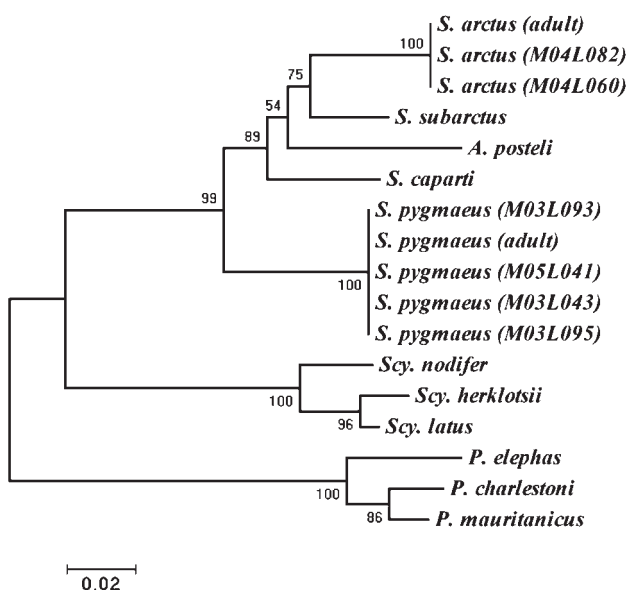 S. arctus (adult)
100
S. arctus (M04L082)
75
S. arctus (M04L060)
54
S. subarctus
89
A. posteli
S. caparti
99
S. pygmaeus (M03L093)
S. pygmaeus (adult)
S. pygmaeus (M05L041)
100
S. pygmaeus (M03L043)
S. pygmaeus (M03L095)
Scy. nodifer
100
Scy. herklotsii
96
Scy. latus
P. elephas
100
P. charlestoni
86
P. mauritanicus
0.02